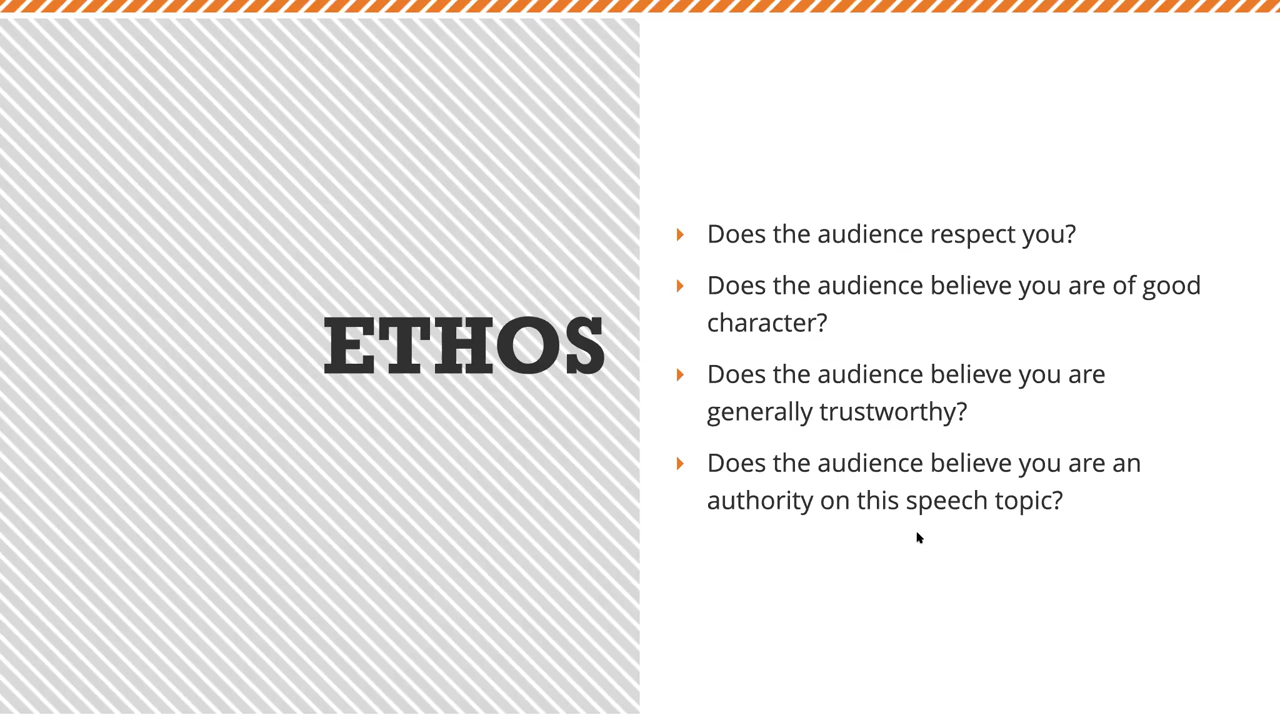 ETHOS
Does the audience respect you?
Does the audience believe you are of good
character?
Does the audience believe you are
generally trustworthy?
Does the audience believe you are an
authority on this speech topic?